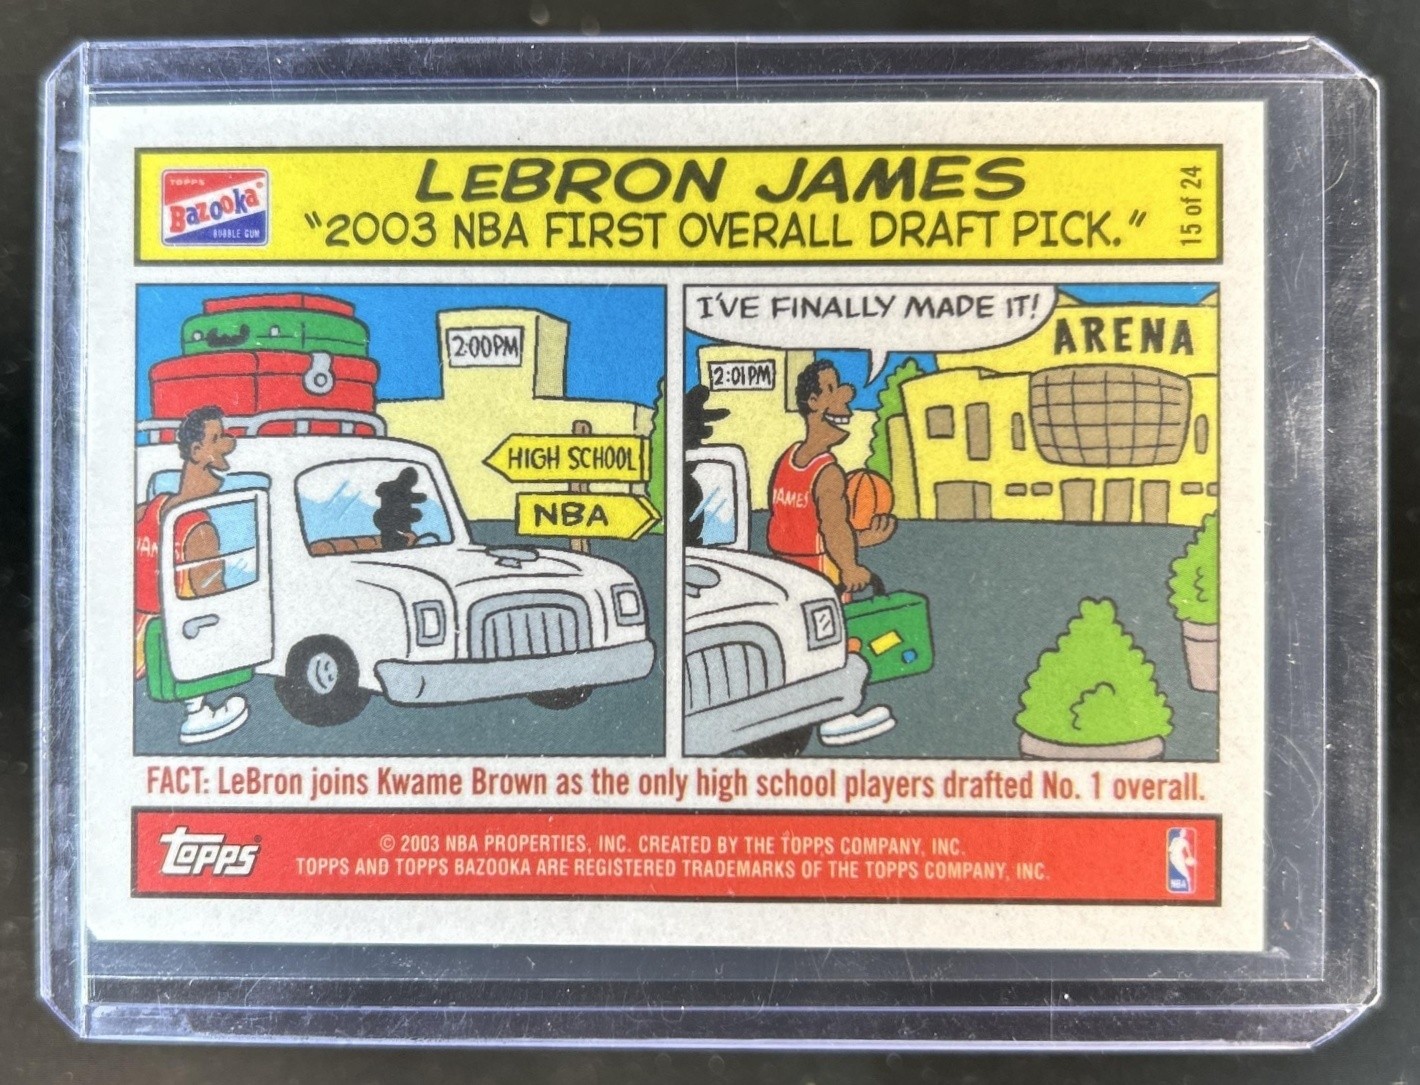 LeBRON JAMES
"2003 NBA FIRST OVERALL DRAFT PICK."
15 of 24
TOPPS
Bazooka
BUBBLE GUM
2:00PM
HIGH SCHOOL
NBA
JAM
I'VE FINALLY MADE IT!
ARENA
2:01PM
JAMES
FACT: LeBron joins Kwame Brown as the only high school players drafted No. 1 overall.
topps
© 2003 NBA PROPERTIES, INC. CREATED BY THE TOPPS COMPANY, INC.
TOPPS AND TOPPS BAZOOKA ARE REGISTERED TRADEMARKS OF THE TOPPS COMPANY, INC.
NBA